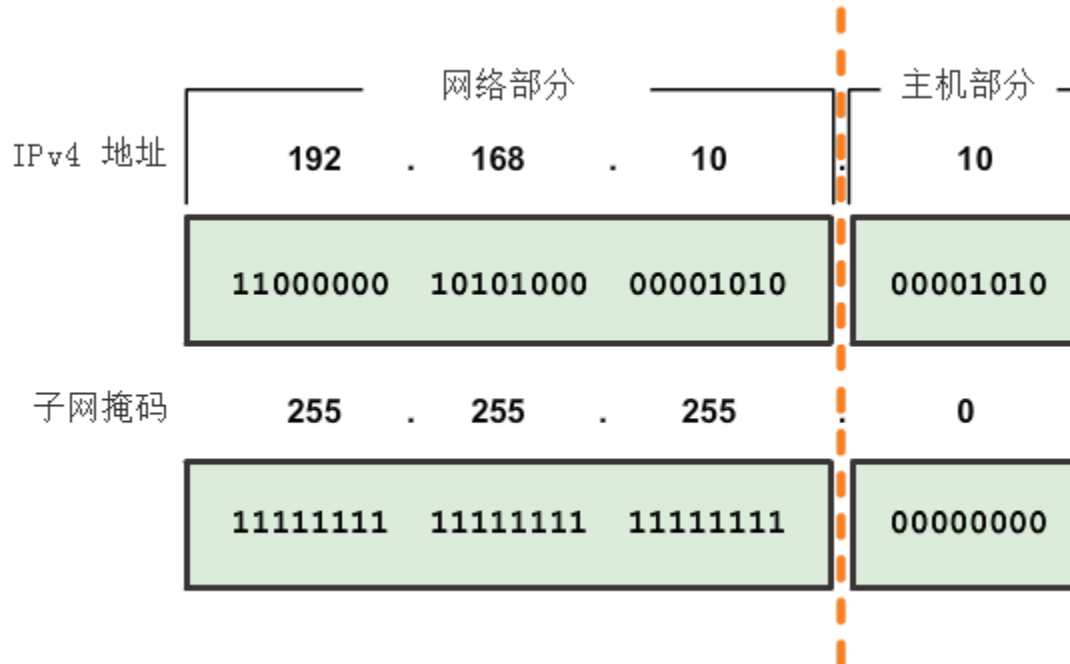 网络部分 主机部分
IPv4 地址 192 . 168 . 10 . 10
11000000 10101000 00001010 00001010
子网掩码 255 . 255 . 255 . 0
11111111 11111111 11111111 00000000